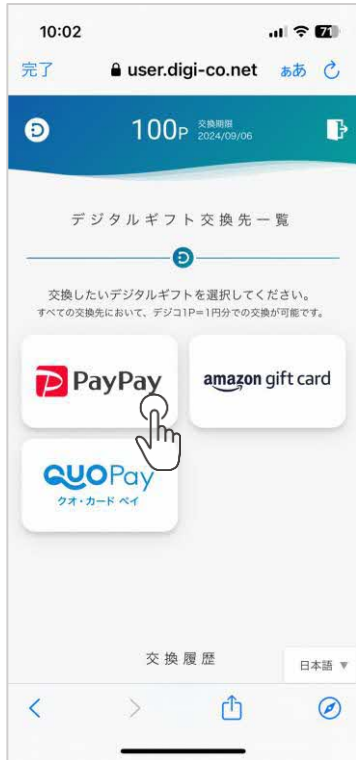 10:02
71
完了 user.digi-co.net ぁあ
100P 交換期限
2024/09/06
デジタルギフト交換先一覧
交換したいデジタルギフトを選択してください。
すべての交換先において、デジコ1P=1円分での交換が可能です。
PayPay
amazon gift card
QUOPay
クオ・カード ペイ
交換履歴
日本語 ▼